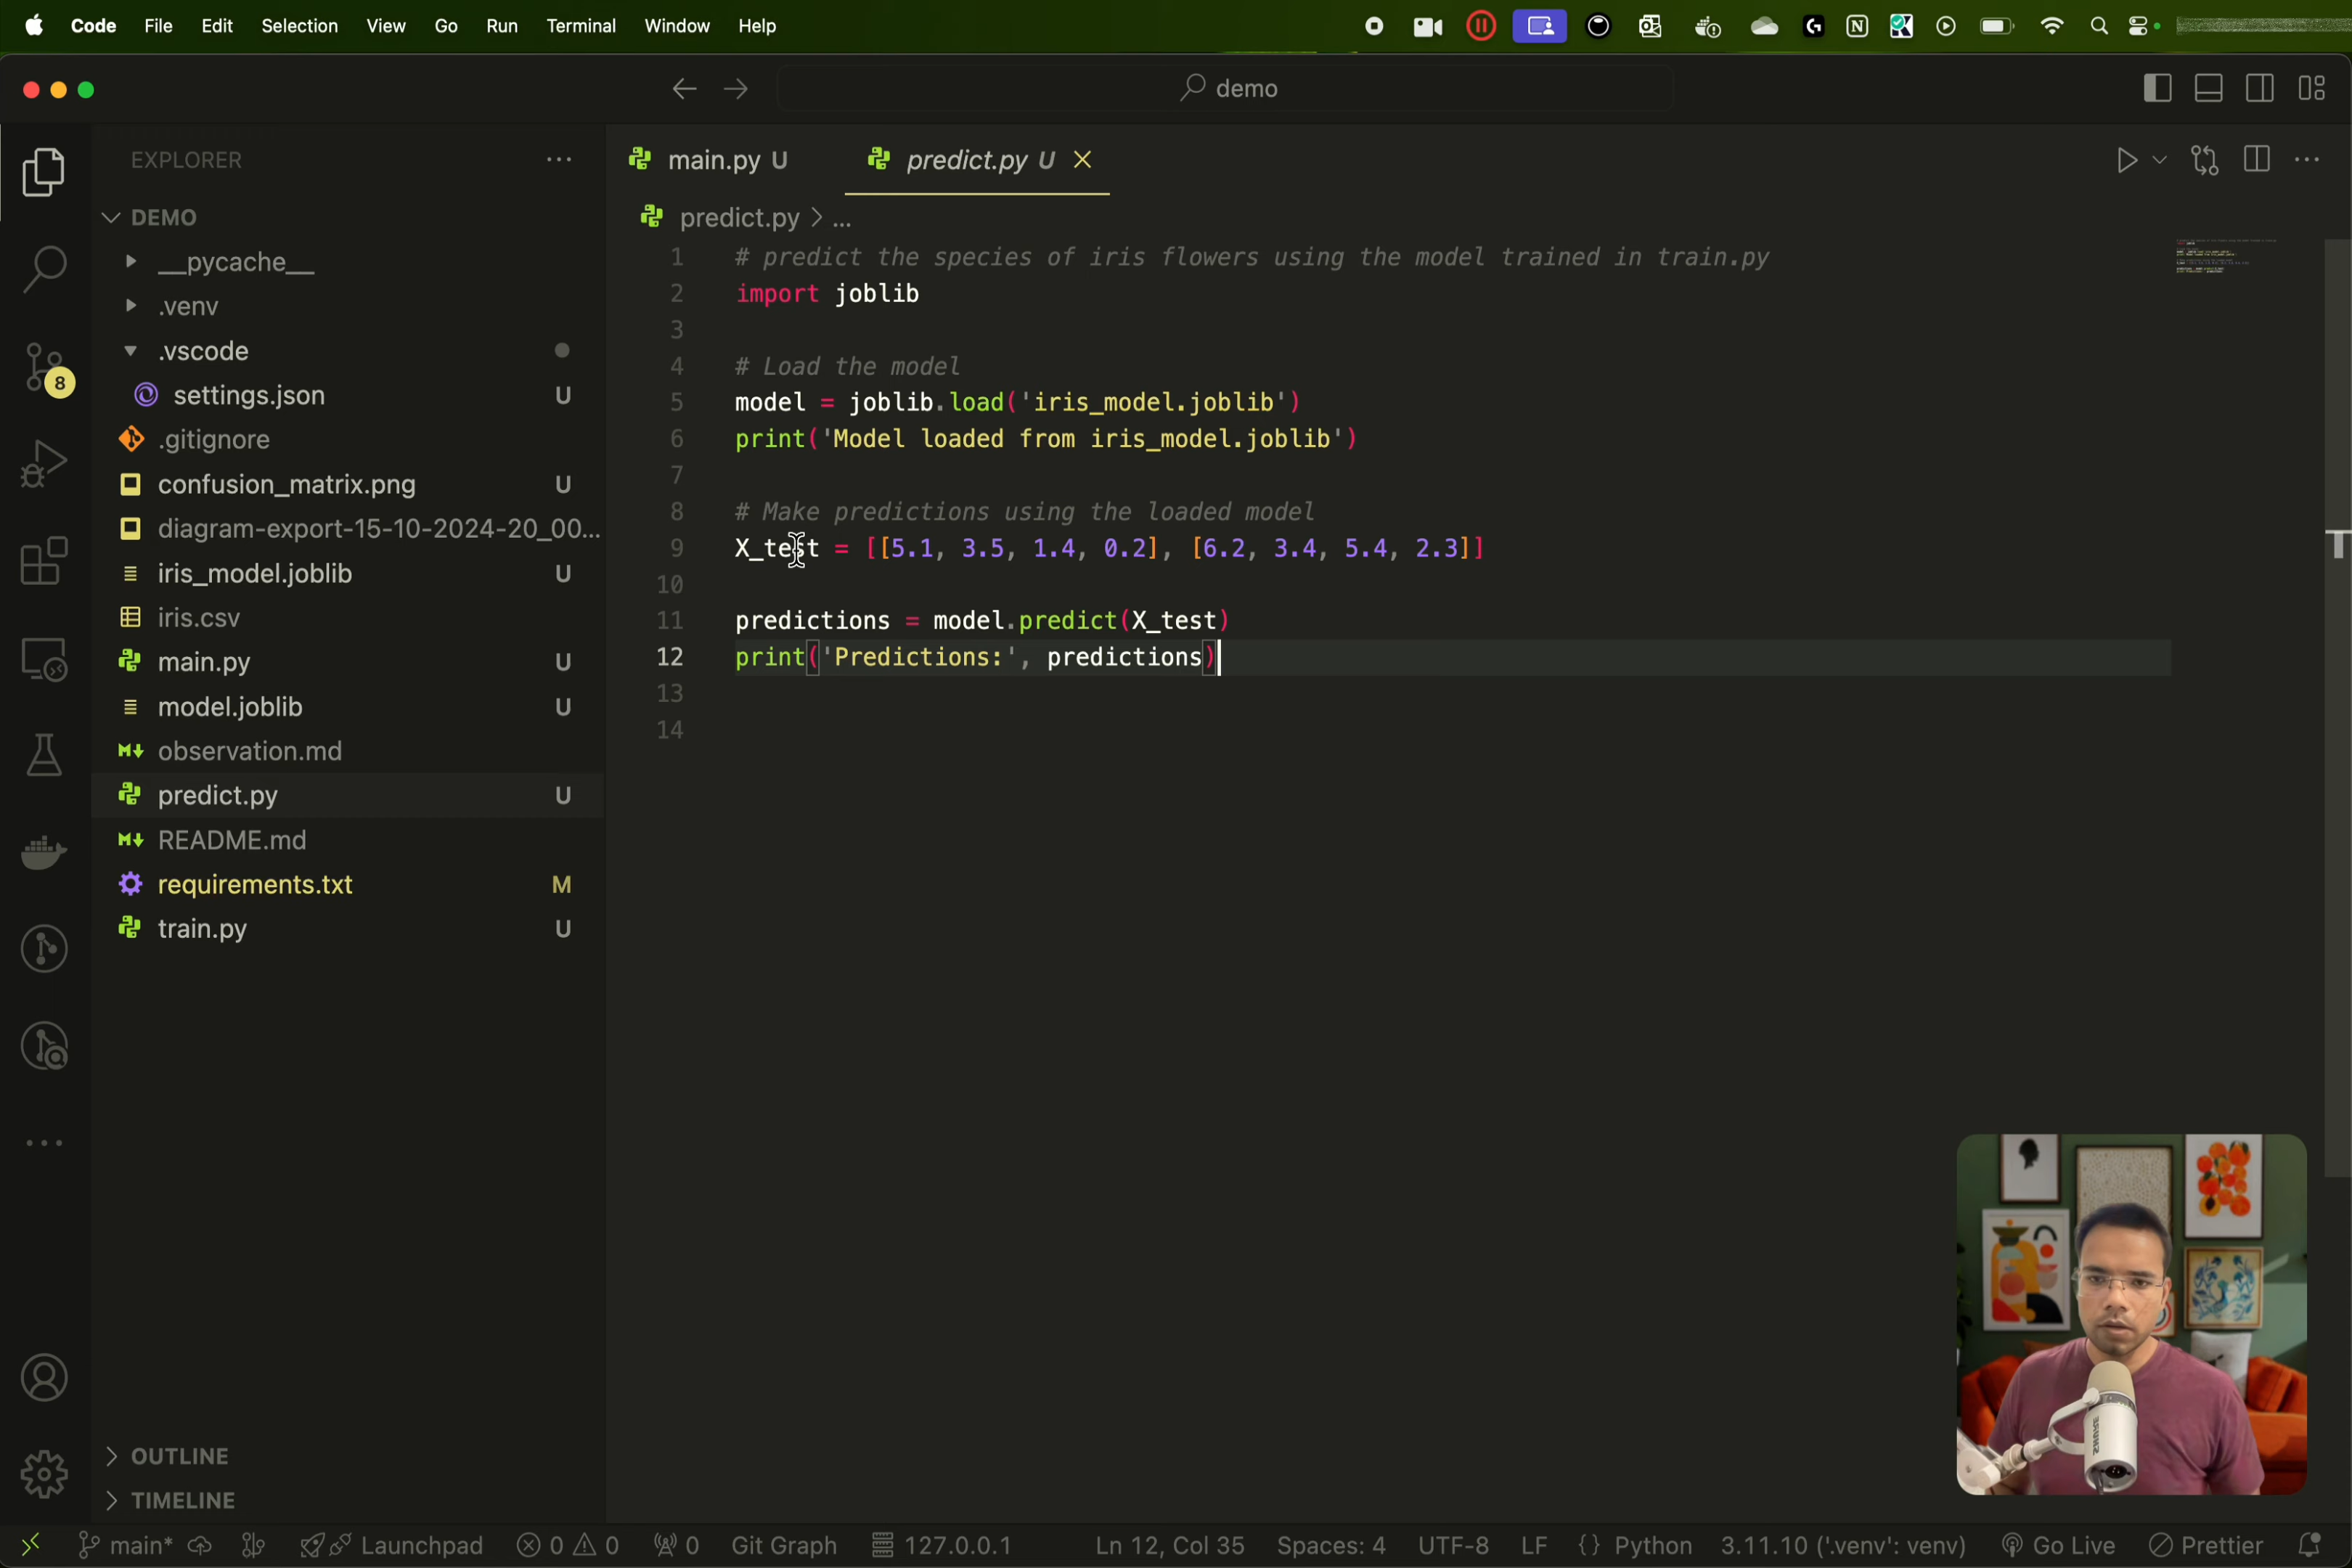 Code File Edit Selection View Go Run Terminal Window Help
demo
EXPLORER
DEMO
__pycache__
.venv
.vscode
settings.json U
.gitignore
confusion_matrix.png U
diagram-export-15-10-2024-20_00...
iris_model.joblib U
iris.csv
main.py U
model.joblib U
observation.md
predict.py U
README.md
requirements.txt M
train.py U
OUTLINE
TIMELINE
8
main.py U predict.py U
predict.py > ...
1 # predict the species of iris flowers using the model trained in train.py
2 import joblib
3
4 # Load the model
5 model = joblib.load('iris_model.joblib')
6 print('Model loaded from iris_model.joblib')
7
8 # Make predictions using the loaded model
9 X_test = [[5.1, 3.5, 1.4, 0.2], [6.2, 3.4, 5.4, 2.3]]
10
11 predictions = model.predict(X_test)
12 print('Predictions:', predictions)
13
14
main* Launchpad 0 0 0 Git Graph 127.0.0.1 Ln 12, Col 35 Spaces: 4 UTF-8 LF {} Python 3.11.10 ('.venv': venv) Go Live Prettier